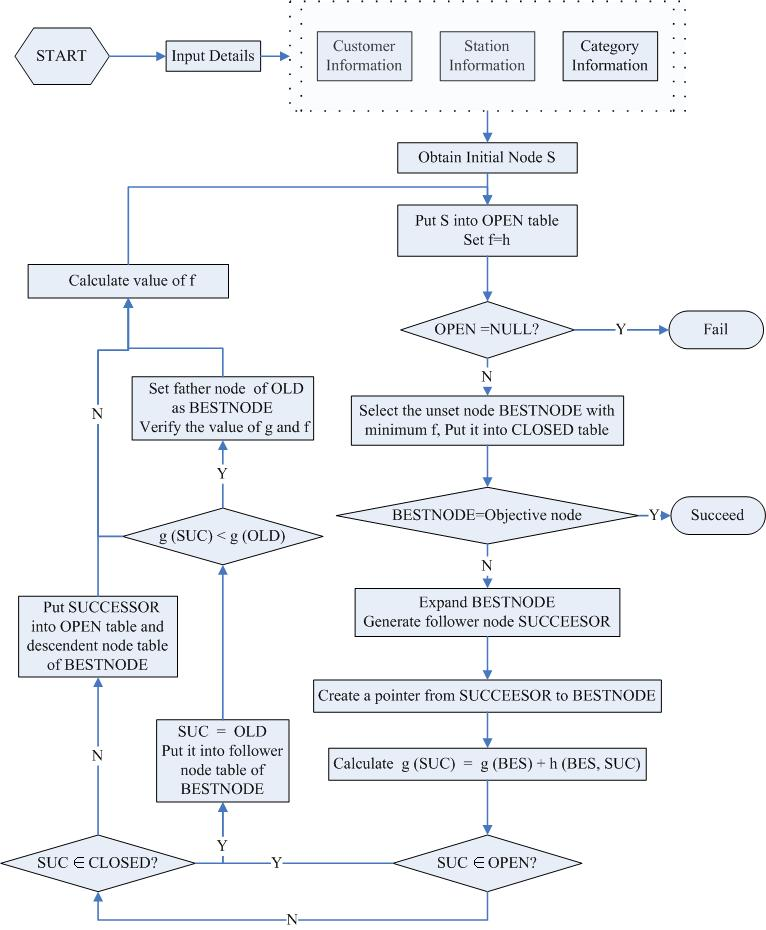 START
Input Details
Customer
Information
Station
Information
Category
Information
Obtain Initial Node S
Put S into OPEN table
Set f=h
Calculate value of f
OPEN =NULL?
Y
Fail
N
Set father node of OLD
as BESTNODE
Verify the value of g and f
N
Select the unset node BESTNODE with
minimum f, Put it into CLOSED table
Y
BESTNODE=Objective node
Y
Succeed
g (SUC) < g (OLD)
N
Expand BESTNODE
Generate follower node SUCCEESOR
Put SUCCESSOR
into OPEN table and
descendent node table
of BESTNODE
Create a pointer from SUCCEESOR to BESTNODE
SUC = OLD
Put it into follower
node table of
BESTNODE
Calculate g (SUC) = g (BES) + h (BES, SUC)
N
Y
SUC ∈ CLOSED?
Y
SUC ∈ OPEN?
N